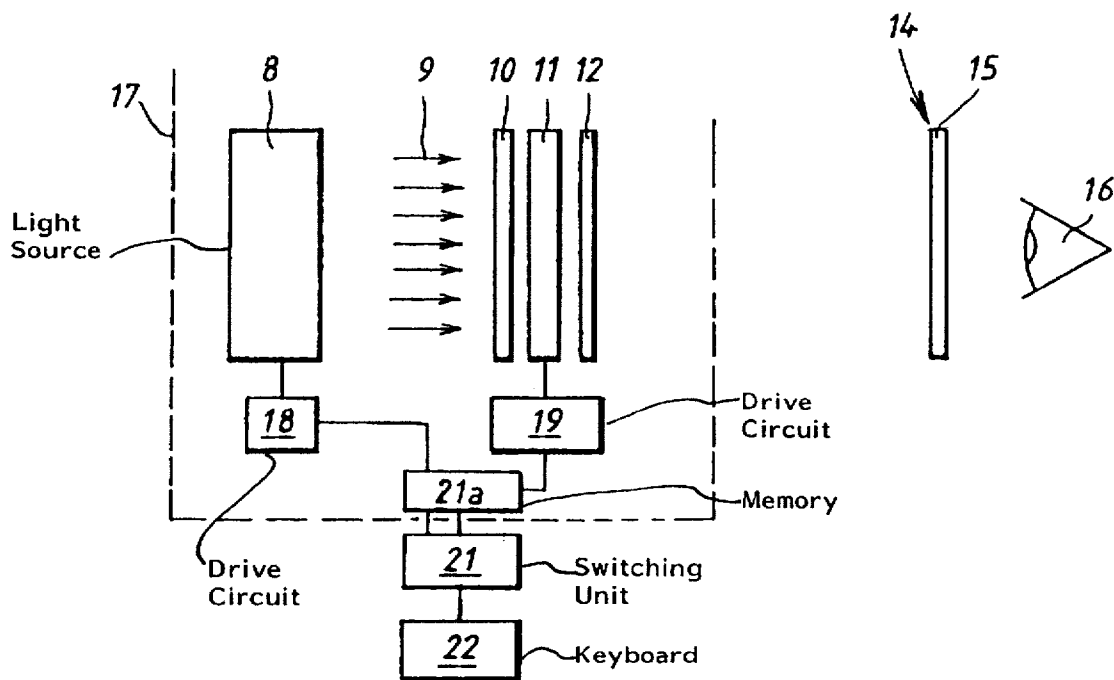 14
8
9
10
11
12
15
17
16
Light
Source
18
19
Drive
Circuit
21a
Memory
Drive
Circuit
21
Switching
Unit
22
Keyboard